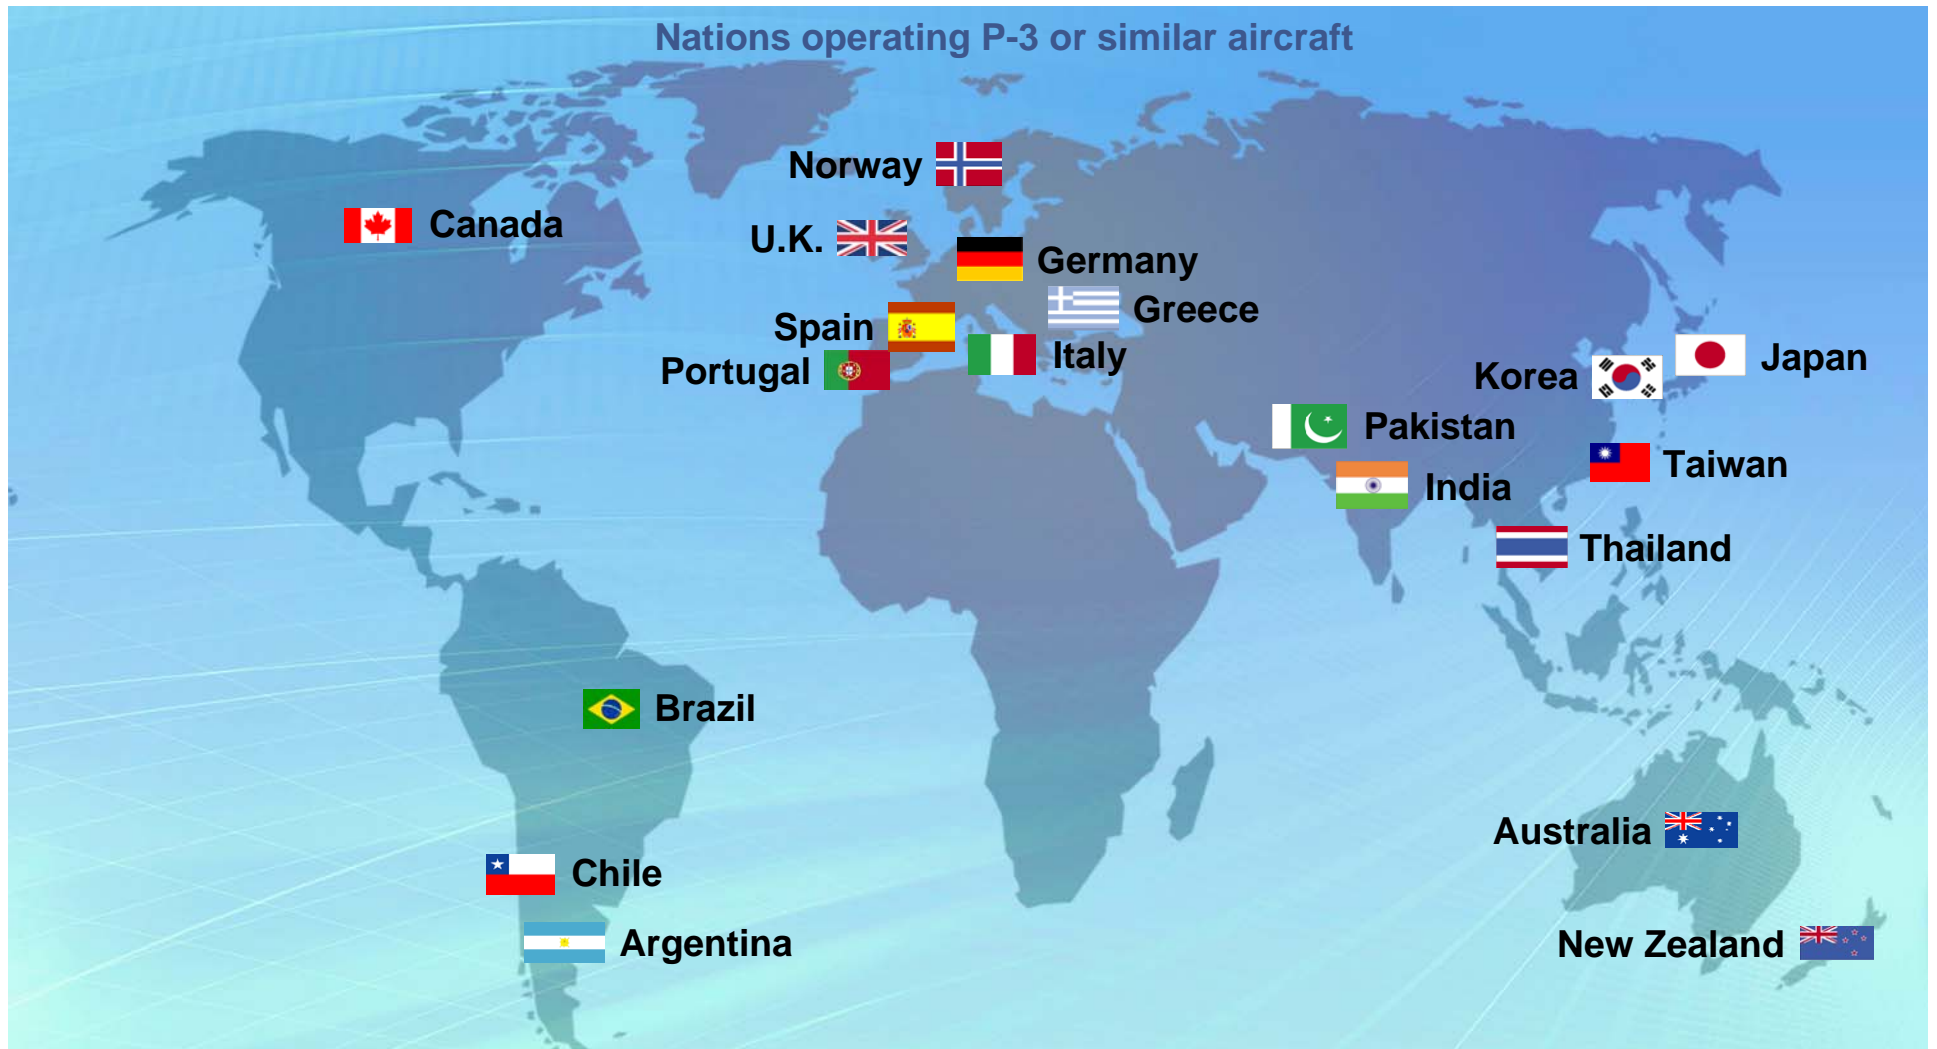 Nations operating P-3 or similar aircraft
Norway
Canada
U.K.
Germany
Greece
Spain
Italy
Portugal
Korea
Japan
Pakistan
Taiwan
India
Thailand
Brazil
Australia
Chile
Argentina
New Zealand